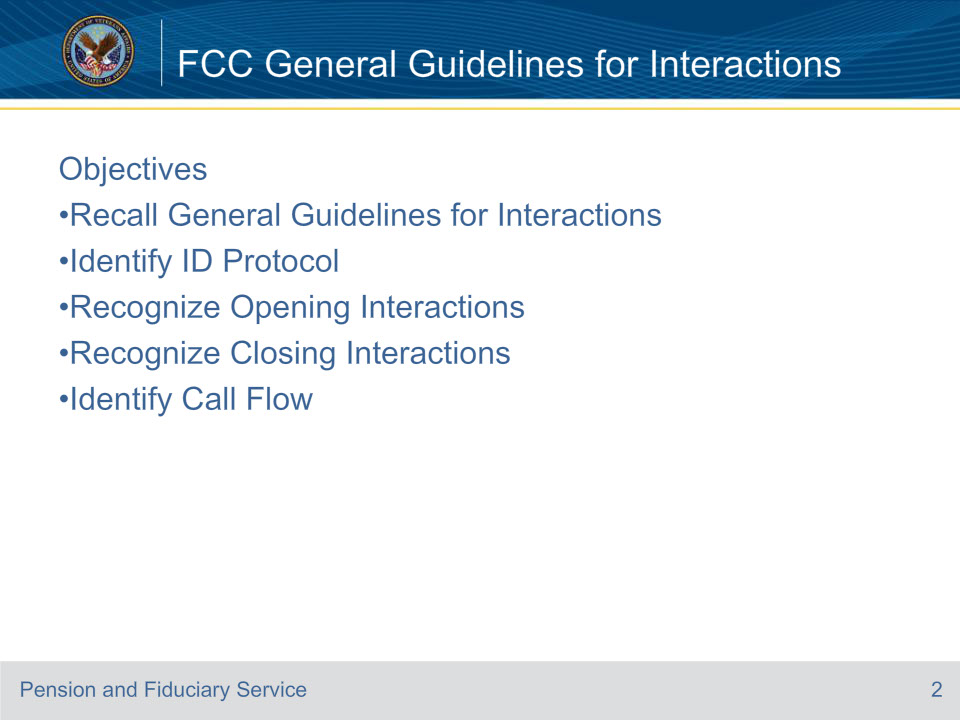 FCC General Guidelines for Interactions
Objectives
•Recall General Guidelines for Interactions
•Identify ID Protocol
•Recognize Opening Interactions
•Recognize Closing Interactions
•Identify Call Flow
Pension and Fiduciary Service
2